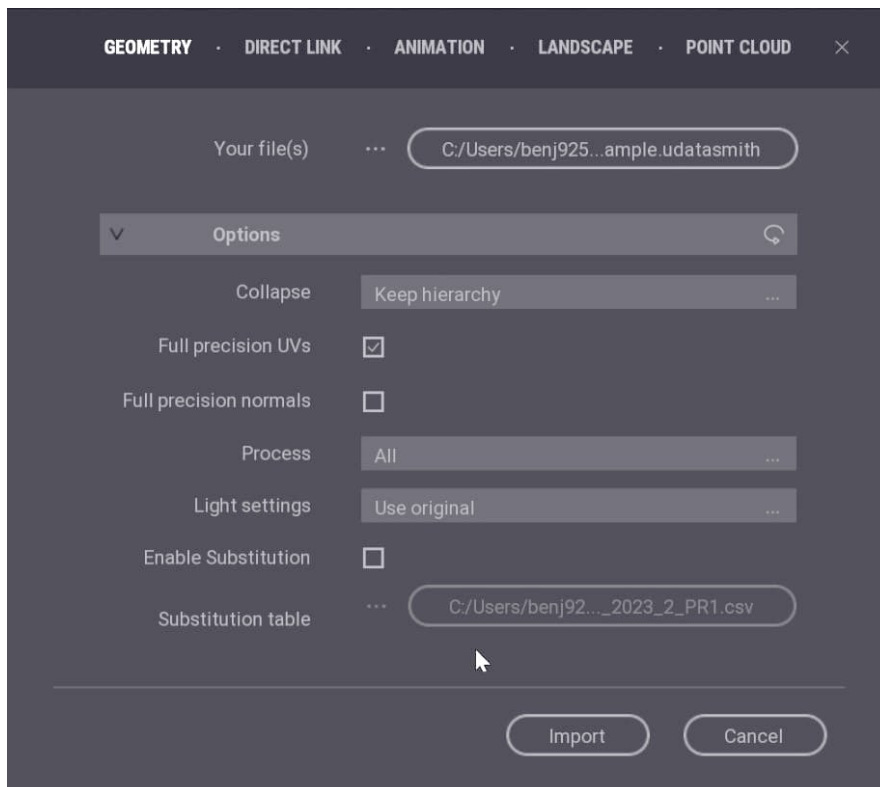 GEOMETRY · DIRECT LINK · ANIMATION · LANDSCAPE · POINT CLOUD
Your file(s) ... C:/Users/benj925...ample.udatasmith
Options
Collapse Keep hierarchy ...
Full precision UVs
Full precision normals
Process All ...
Light settings Use original ...
Enable Substitution
Substitution table ... C:/Users/benj92..._2023_2_PR1.csv
Import Cancel